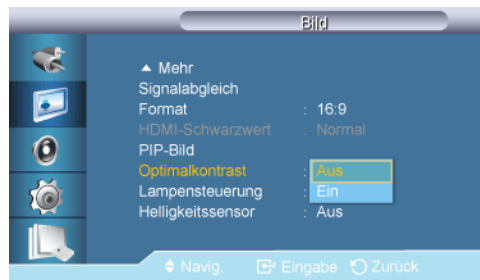 Bild
▲ Mehr
Signalabgleich
Format : 16:9
HDMI-Schwarzwert : Normal
PIP-Bild
Optimalkontrast : Aus
Lampensteuerung : Ein
Helligkeitssensor : Aus
Navig. Eingabe Zurück